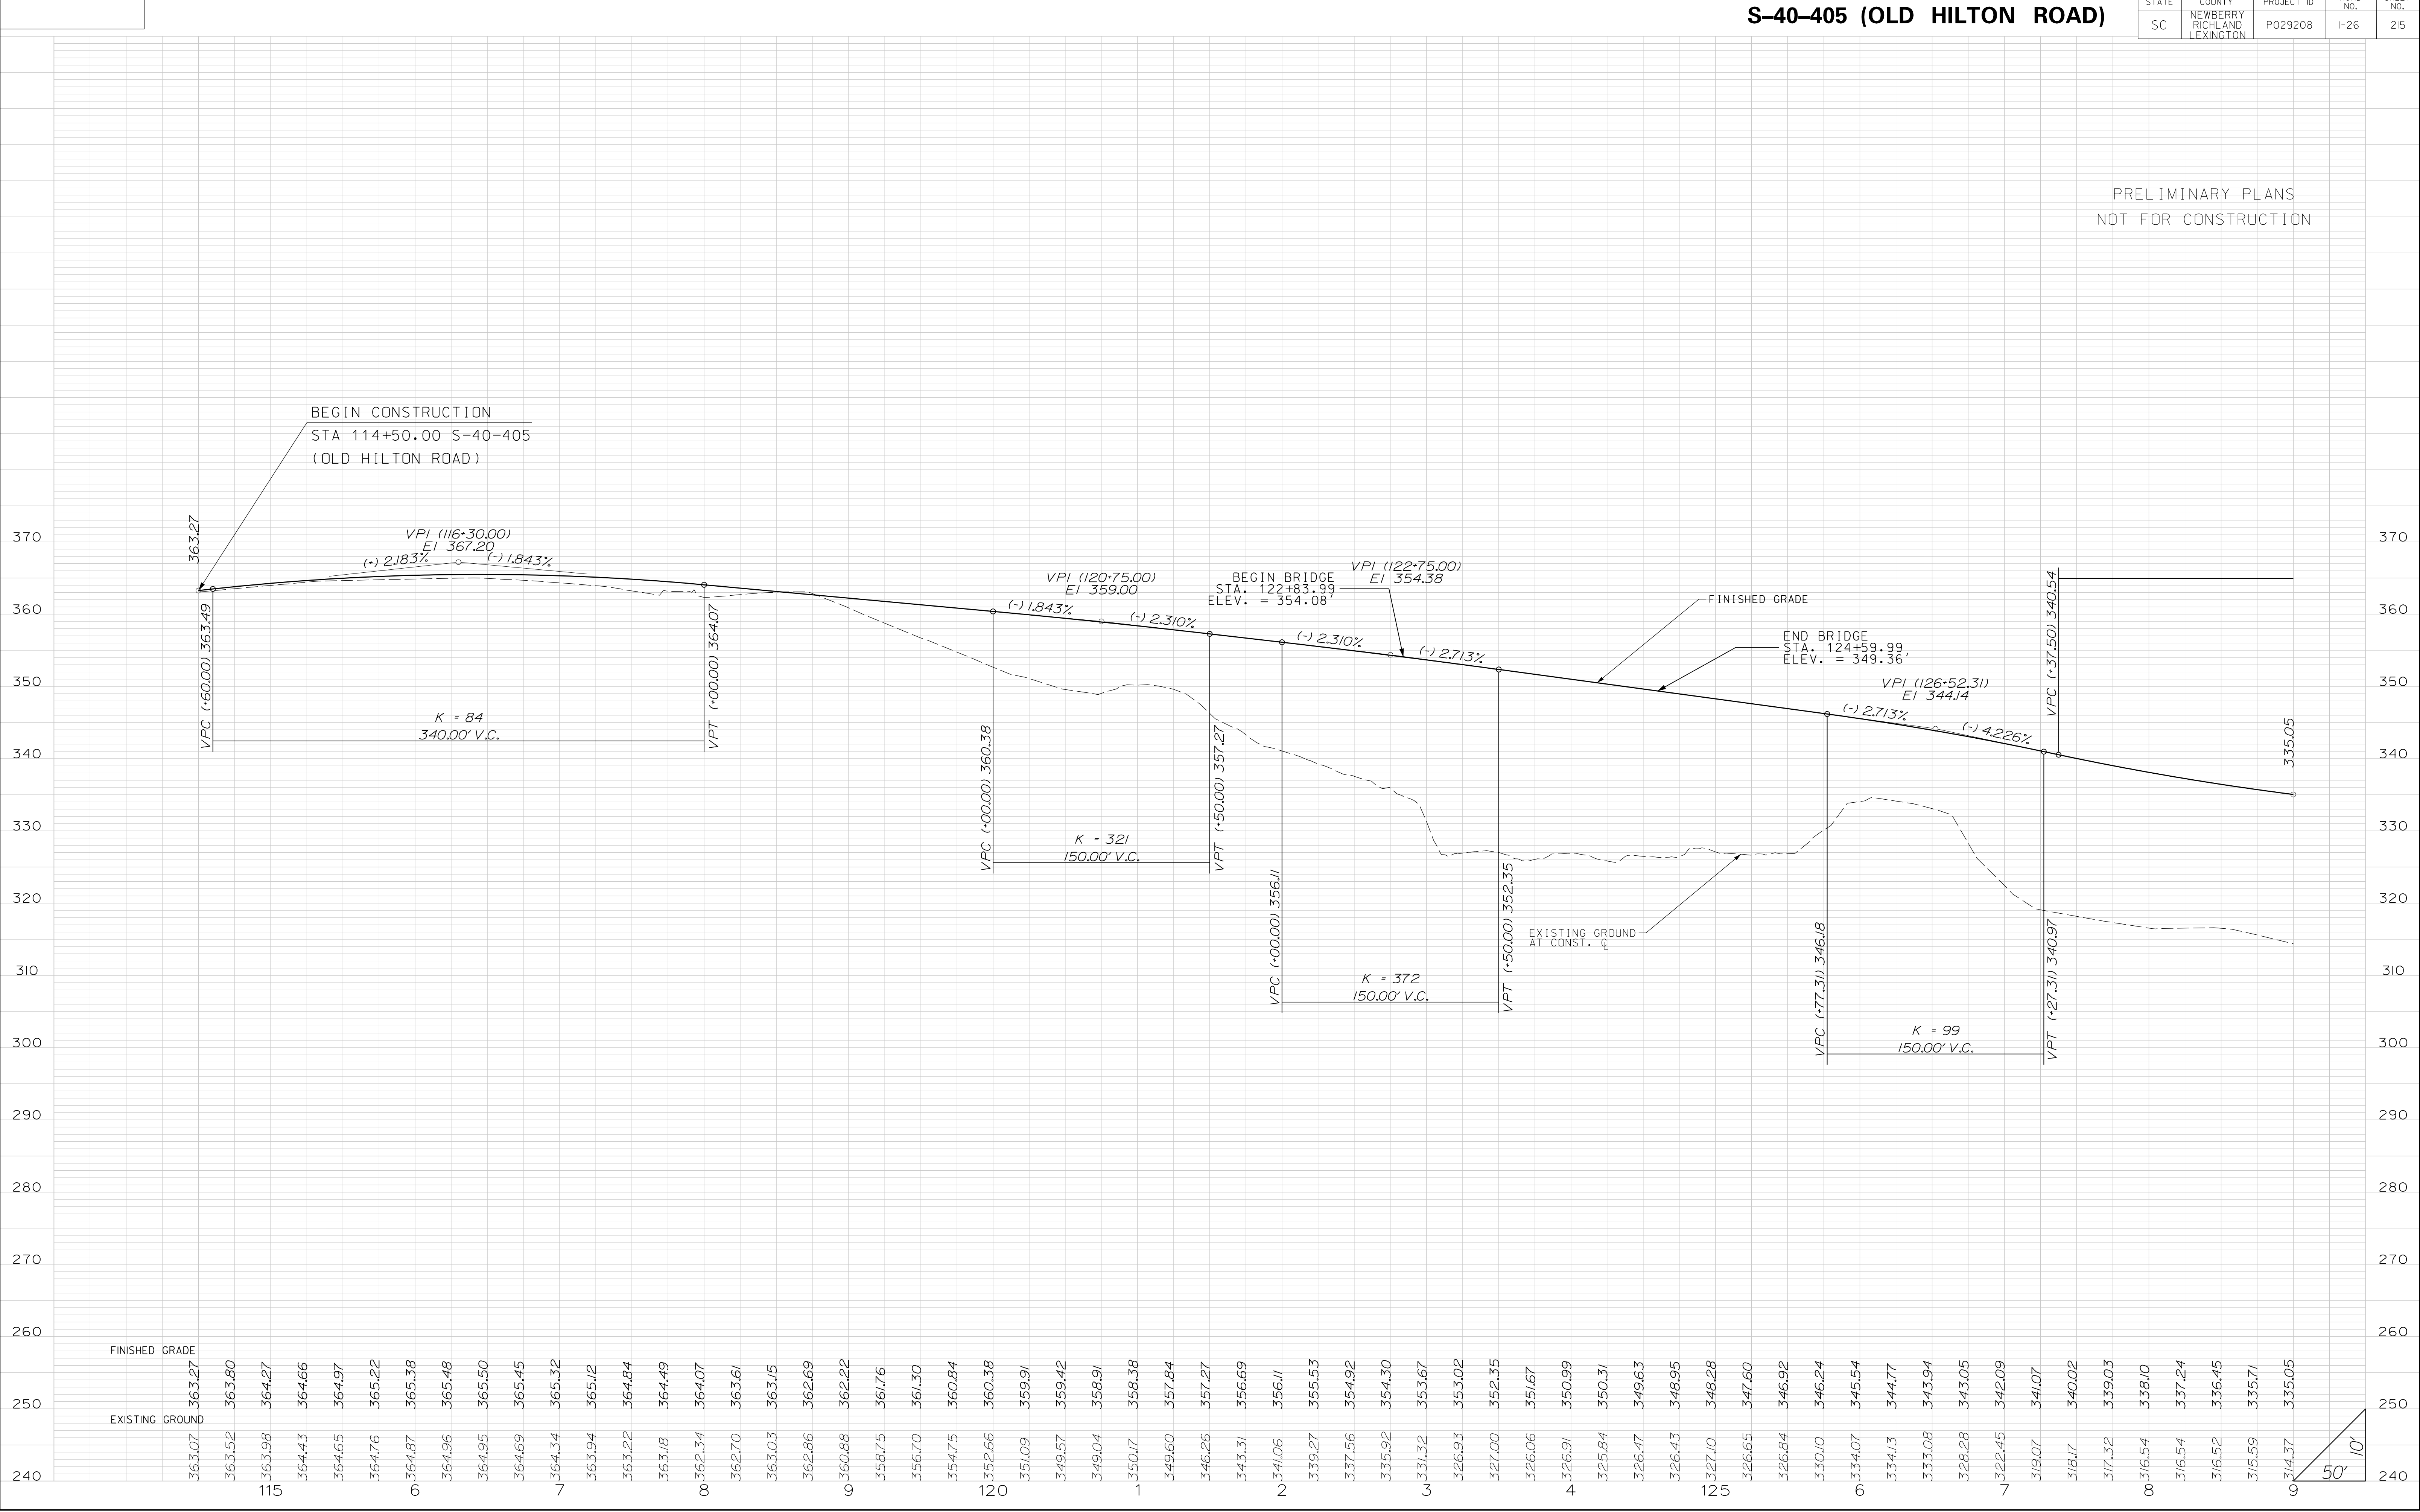 S-40-405 (OLD HILTON ROAD)
STATE COUNTY PROJECT ID NO. NO.
SC NEWBERRY RICHLAND LEXINGTON P029208 I-26 215
PRELIMINARY PLANS
NOT FOR CONSTRUCTION
BEGIN CONSTRUCTION
STA 114+50.00 S-40-405
(OLD HILTON ROAD)
363.27
VPI (116+30.00)
El 367.20
(+) 2.183% (-) 1.843%
VPC (+60.00) 363.49
VPT (+00.00) 364.07
K = 84
340.00' V.C.
VPI (120+75.00)
El 359.00
(-) 1.843% (-) 2.310%
VPC (+00.00) 360.38
VPT (+50.00) 357.27
K = 321
150.00' V.C.
BEGIN BRIDGE
STA. 122+83.99
ELEV. = 354.08'
VPI (122+75.00)
El 354.38
(-) 2.310% (-) 2.713%
VPC (+00.00) 356.11
VPT (+50.00) 352.35
K = 372
150.00' V.C.
FINISHED GRADE
END BRIDGE
STA. 124+59.99
ELEV. = 349.36'
EXISTING GROUND
AT CONST. ℄
VPI (126+52.31)
El 344.14
(-) 2.713% (-) 4.226%
VPC (+77.31) 346.18
VPT (+27.31) 340.97
K = 99
150.00' V.C.
VPC (+37.50) 340.54
335.05
370 370
360 360
350 350
340 340
330 330
320 320
310 310
300 300
290 290
280 280
270 270
260 260
250 250
240 240
FINISHED GRADE
363.27 363.80 364.27 364.66 364.97 365.22 365.38 365.48 365.50 365.45 365.32 365.12 364.84 364.49 364.07 363.61 363.15 362.69 362.22 361.76 361.30 360.84 360.38 359.91 359.42 358.91 358.38 357.84 357.27 356.69 356.11 355.53 354.92 354.30 353.67 353.02 352.35 351.67 350.99 350.31 349.63 348.95 348.28 347.60 346.92 346.24 345.54 344.77 343.94 343.05 342.09 341.07 340.02 339.03 338.10 337.24 336.45 335.71 335.05
EXISTING GROUND
363.07 363.52 363.98 364.43 364.65 364.76 364.87 364.96 364.95 364.69 364.34 363.94 363.22 363.18 362.34 362.70 363.03 362.86 360.88 358.75 356.70 354.75 352.66 351.09 349.57 349.04 350.17 349.60 346.26 343.31 341.06 339.27 337.56 335.92 331.32 326.93 327.00 326.06 326.91 325.84 326.47 326.43 327.10 326.65 326.84 330.10 334.07 334.13 333.08 328.28 322.45 319.07 318.17 317.32 316.54 316.54 316.52 315.59 314.37
115 6 7 8 9 120 1 2 3 4 125 6 7 8 9
10'
50'